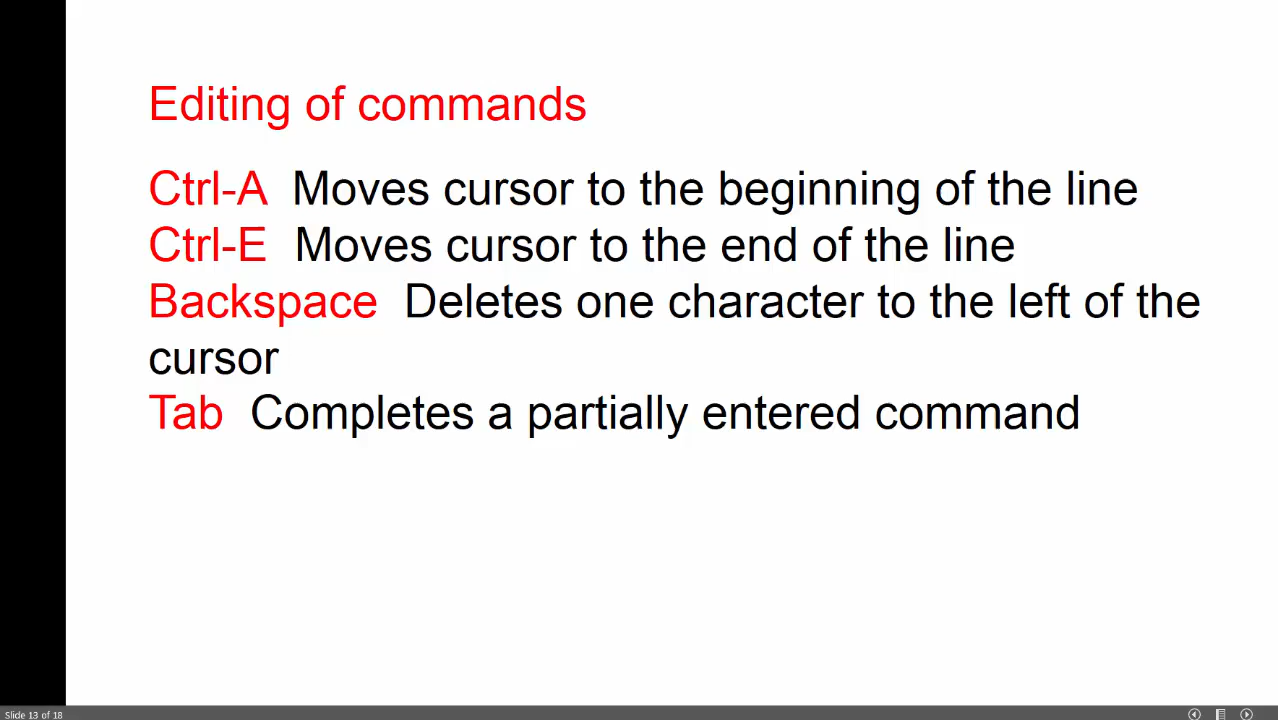 Editing of commands
Ctrl-A Moves cursor to the beginning of the line
Ctrl-E Moves cursor to the end of the line
Backspace Deletes one character to the left of the
cursor
Tab Completes a partially entered command
Slide 13 of 18